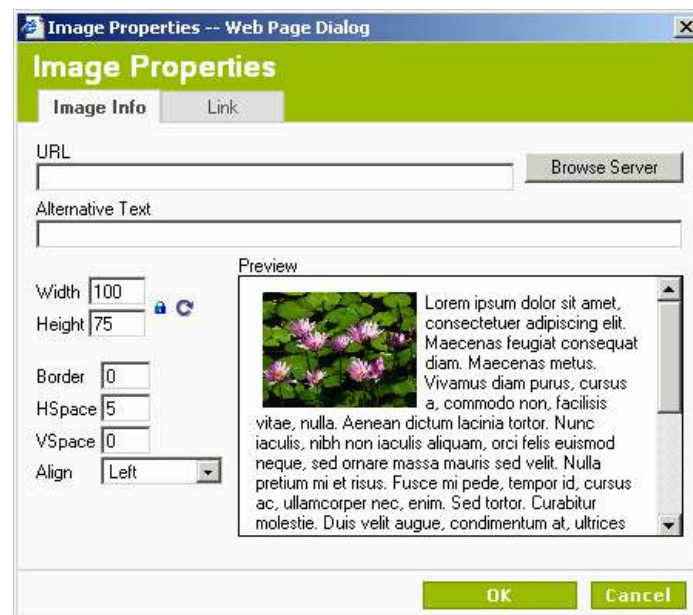 Image Properties -- Web Page Dialog
Image Properties
Image Info
Link
URL
Browse Server
Alternative Text
Preview
Width 100
Height 75
Border 0
HSpace 5
VSpace 0
Align Left
Lorem ipsum dolor sit amet,
consectetuer adipiscing elit.
Maecenas feugiat consequat
diam. Maecenas metus.
Vivamus diam purus, cursus
a, commodo non, facilisis
vitae, nulla. Aenean dictum lacinia tortor. Nunc
iaculis, nibh non iaculis aliquam, orci felis euismod
neque, sed ornare massa mauris sed velit. Nulla
pretium mi et risus. Fusce mi pede, tempor id, cursus
ac, ullamcorper nec, enim. Sed tortor. Curabitur
molestie. Duis velit augue, condimentum at, ultrices
OK
Cancel